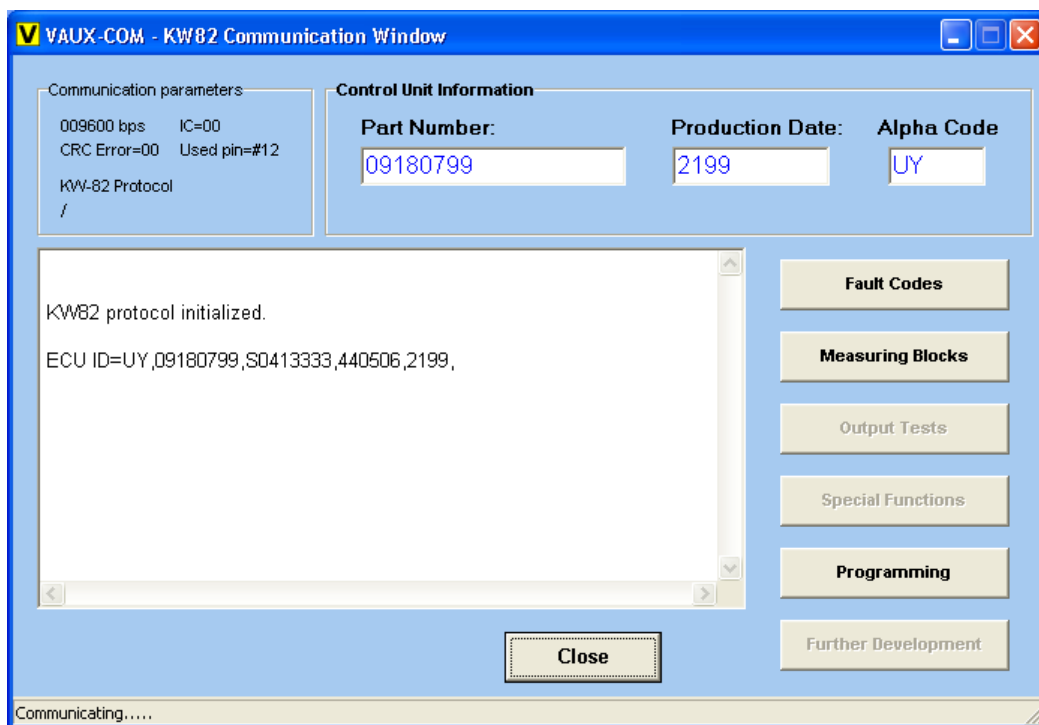 VAUX-COM - KW82 Communication Window
Communication parameters
009600 bps IC=00
CRC Error=00 Used pin=#12
KW-82 Protocol
/
Control Unit Information
Part Number: Production Date: Alpha Code
09180799 2199 UY
KW82 protocol initialized.
ECU ID=UY,09180799,S0413333,440506,2199,
Fault Codes
Measuring Blocks
Output Tests
Special Functions
Programming
Further Development
Close
Communicating.....